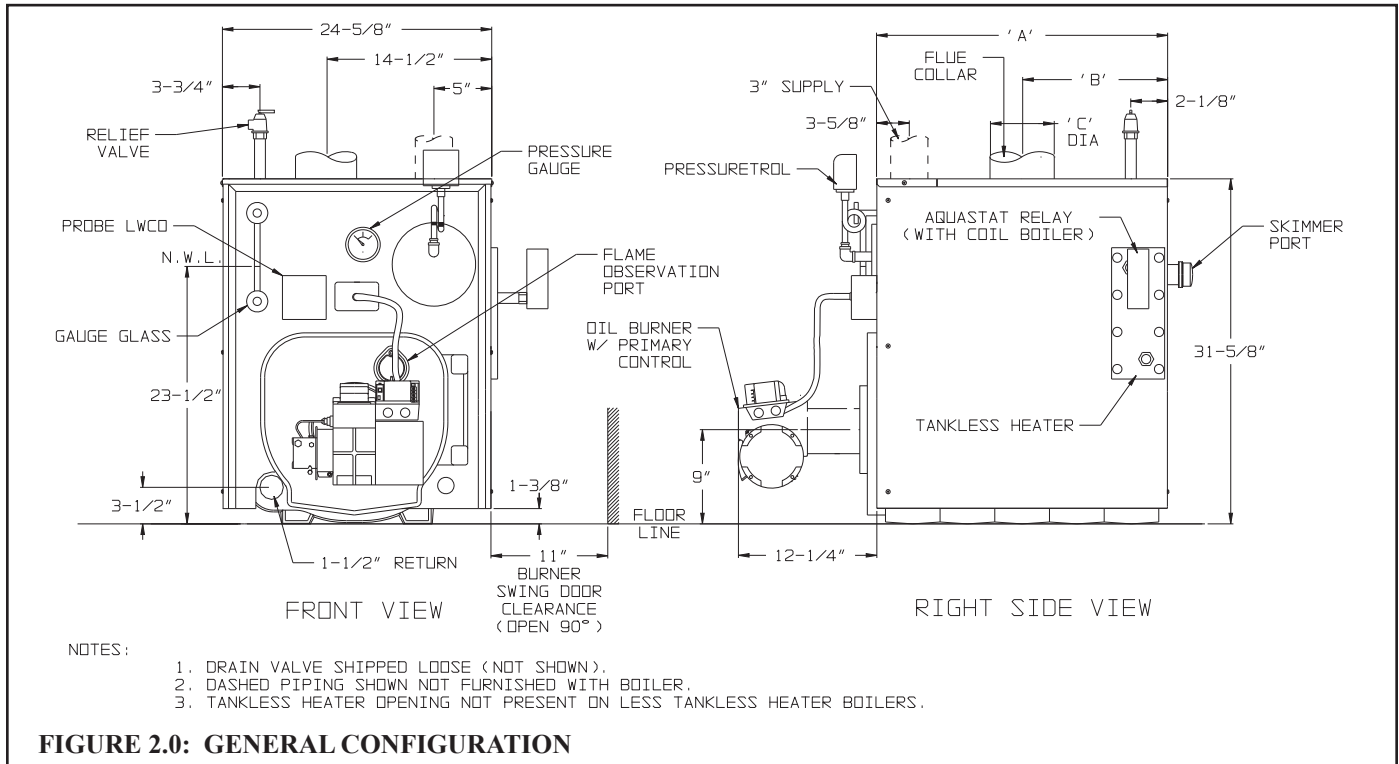 24-5/8"
14-1/2"
3-3/4"
5"
RELIEF
VALVE
PRESSURE
GAUGE
PROBE LWCO
N.W.L.
FLAME
OBSERVATION
PORT
GAUGE GLASS
23-1/2"
3-1/2"
1-3/8"
FLOOR
LINE
1-1/2" RETURN
11"
BURNER
SWING DOOR
CLEARANCE
(OPEN 90°)
FRONT VIEW
'A'
FLUE
COLLAR
'B'
3" SUPPLY
2-1/8"
3-5/8"
'C'
DIA
PRESSURETROL
AQUASTAT RELAY
(WITH COIL BOILER)
SKIMMER
PORT
OIL BURNER
W/ PRIMARY
CONTROL
31-5/8"
TANKLESS HEATER
9"
12-1/4"
RIGHT SIDE VIEW
NOTES:
1. DRAIN VALVE SHIPPED LOOSE (NOT SHOWN).
2. DASHED PIPING SHOWN NOT FURNISHED WITH BOILER.
3. TANKLESS HEATER OPENING NOT PRESENT ON LESS TANKLESS HEATER BOILERS.
FIGURE 2.0: GENERAL CONFIGURATION